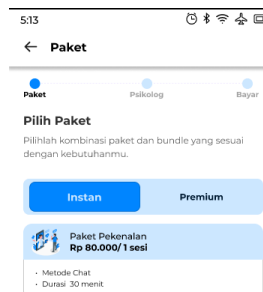 5:13
← Paket
Paket Psikolog Bayar
Pilih Paket
Pilihlah kombinasi paket dan bundle yang sesuai
dengan kebutuhanmu.
Instan Premium
Paket Pekenalan
Rp 80.000/ 1 sesi
• Metode Chat
• Durasi 30 menit